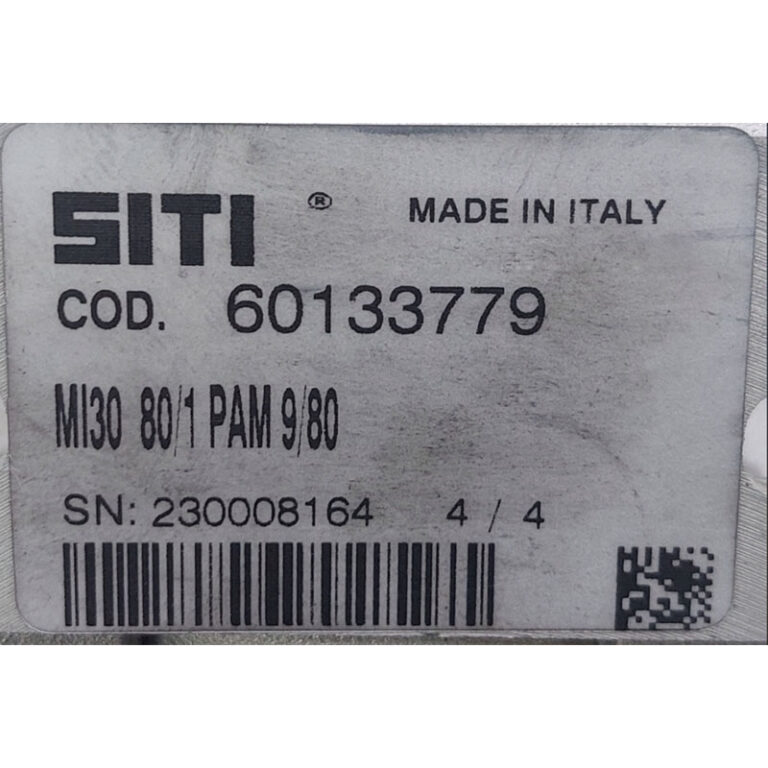 SITI ® MADE IN ITALY
COD. 60133779
MI30 80/1 PAM 9/80
SN: 230008164 4 / 4